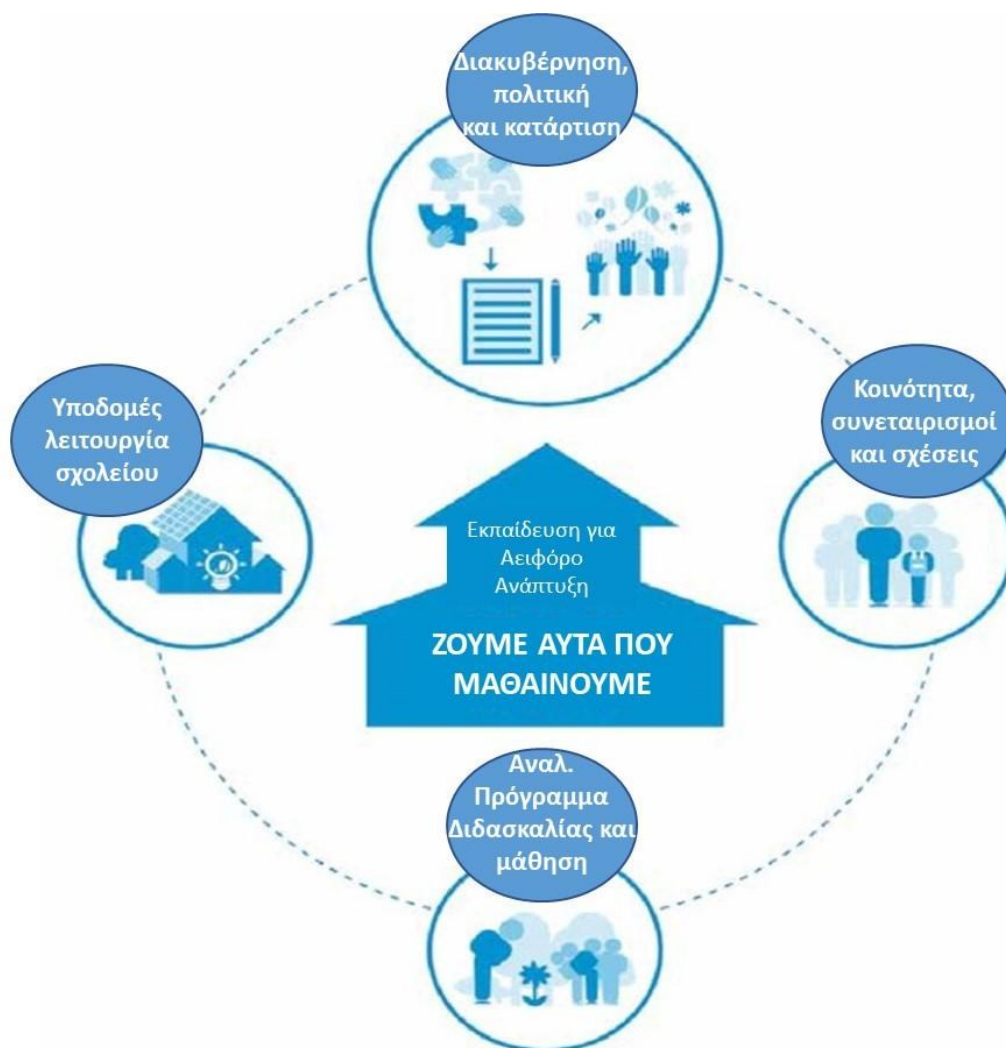 Διακυβέρνηση,
πολιτική
και κατάρτιση
Υποδομές
λειτουργία
σχολείου
Κοινότητα,
συνεταιρισμοί
και σχέσεις
Εκπαίδευση για
Αειφόρο
Ανάπτυξη
ΖΟΥΜΕ ΑΥΤΑ ΠΟΥ
ΜΑΘΑΙΝΟΥΜΕ
Αναλ.
Πρόγραμμα
Διδασκαλίας και
μάθηση